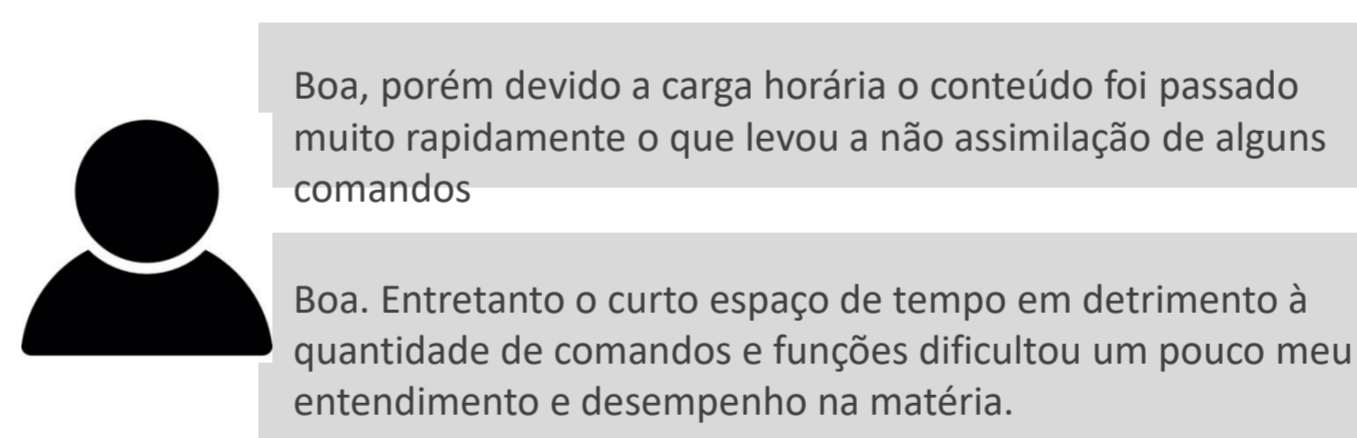 Boa, porém devido a carga horária o conteúdo foi passado
muito rapidamente o que levou a não assimilação de alguns
comandos
Boa. Entretanto o curto espaço de tempo em detrimento à
quantidade de comandos e funções dificultou um pouco meu
entendimento e desempenho na matéria.